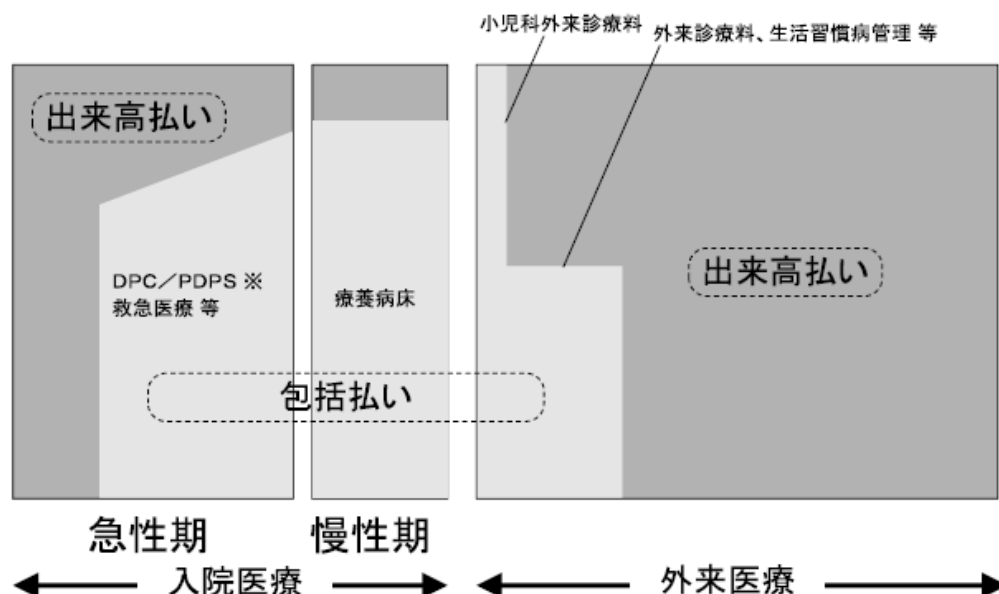 小児科外来診療料
外来診療料、生活習慣病管理 等
出来高払い
DPC／PDPS ※
救急医療 等
療養病床
出来高払い
包括払い
急性期
慢性期
入院医療
外来医療